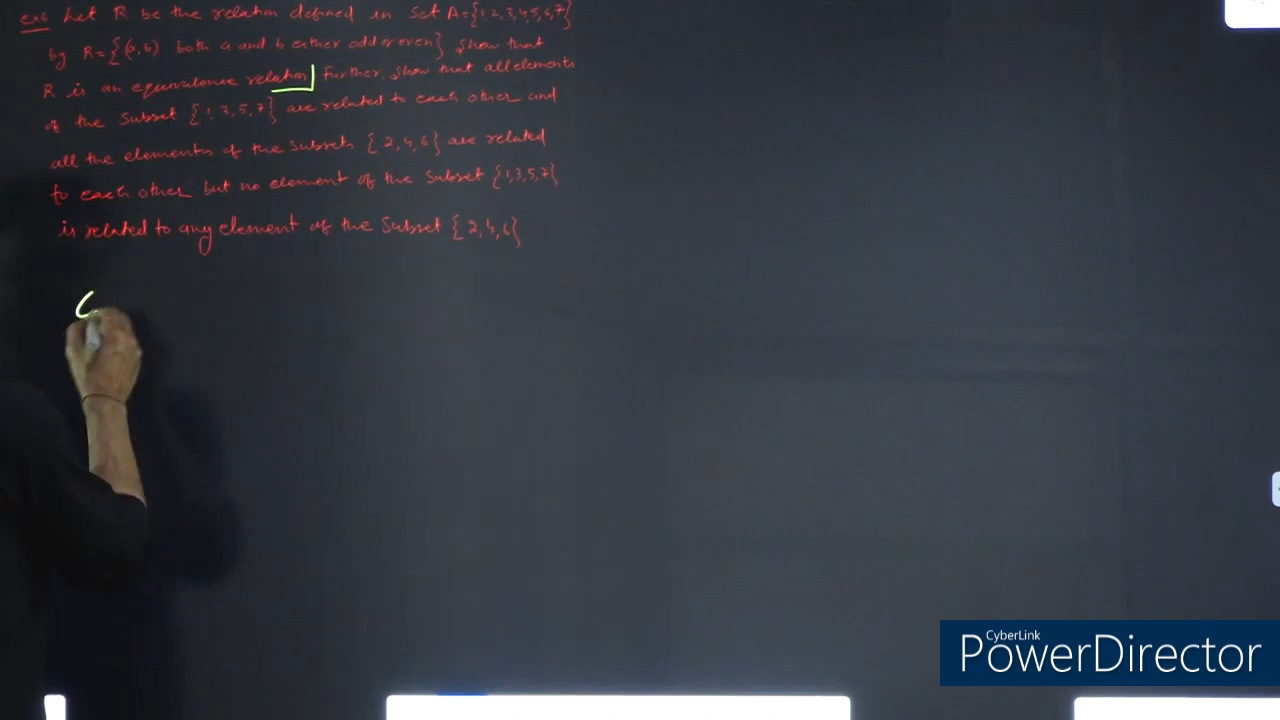 ex6 Let R be the relation defined in Set A={1,2,3,4,5,6,7}
by R={(a,b) both a and b either odd or even} Show that
R is an equivalence relation Further, show that all elements
of the subset {1,3,5,7} are related to each other and
all the elements of the subsets {2,4,6} are related
to each other but no element of the subset {1,3,5,7}
is related to any element of the subset {2,4,6}
CyberLink
PowerDirector